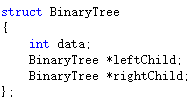 struct BinaryTree
{
    int data;
    BinaryTree *leftChild;
    BinaryTree *rightChild;
};